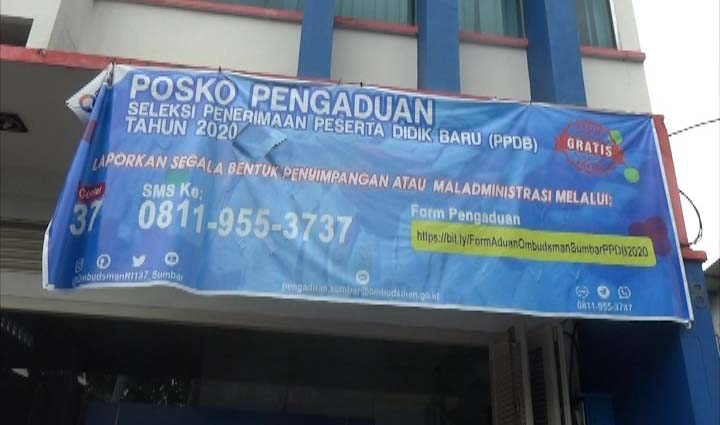 POSKO PENGADUAN
SELEKSI PENERIMAAN PESERTA DIDIK BARU (PPDB)
TAHUN 2020
GRATIS
LAPORKAN SEGALA BENTUK PENYIMPANGAN ATAU MALADMINISTRASI MELALUI:
37
SMS Ke:
0811-955-3737
Form Pengaduan
https://bit.ly/FormAduanOmbudsmanSumbarPPDB2020
OmbudsmanRI137_Sumbar
pengaduan.sumbar@ombudsman.go.id
0811-955-3737